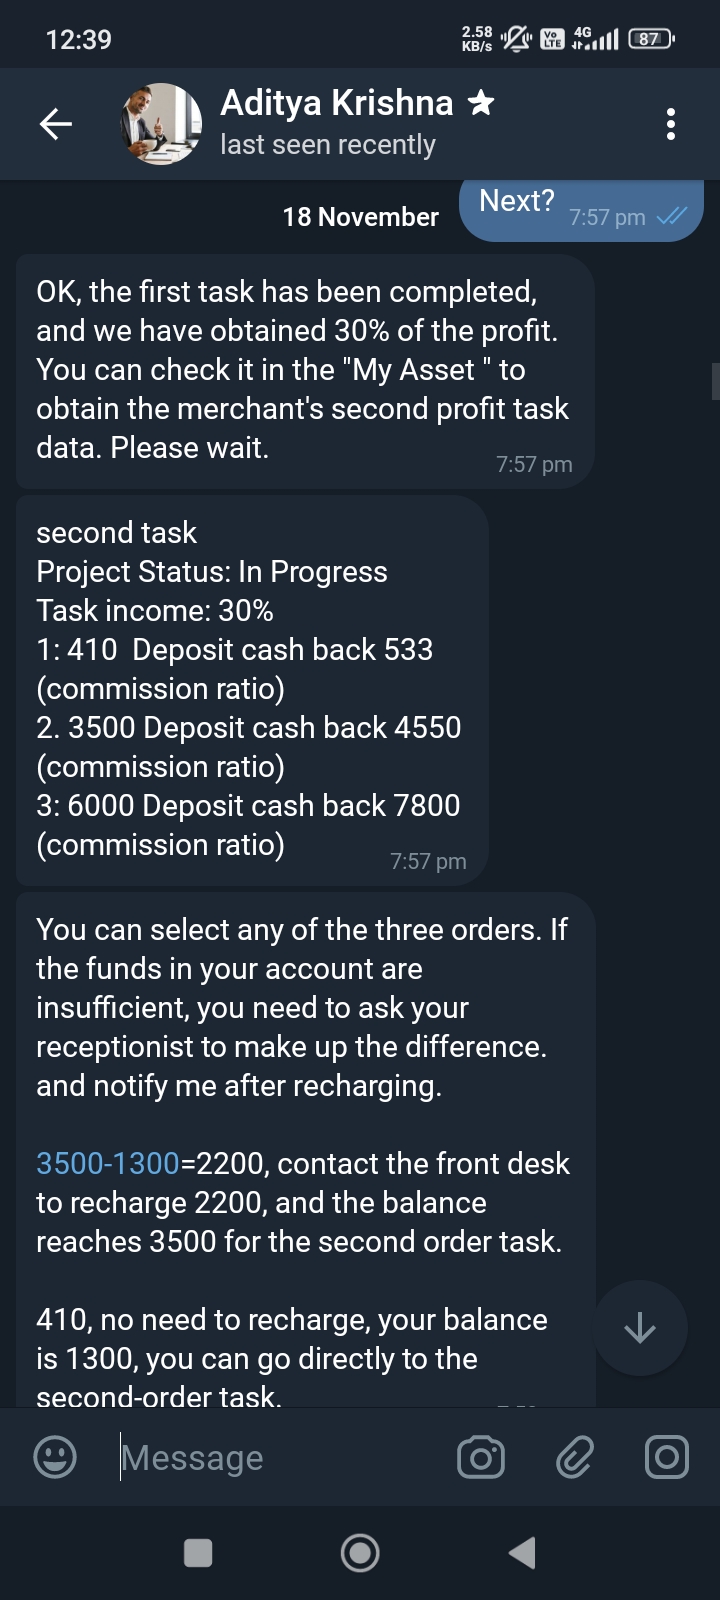 12:39
2.58
KB/s
Vo
LTE
4G
87
Aditya Krishna
last seen recently
Next?
7:57 pm
18 November
OK, the first task has been completed,
and we have obtained 30% of the profit.
You can check it in the "My Asset " to
obtain the merchant's second profit task
data. Please wait.
7:57 pm
second task
Project Status: In Progress
Task income: 30%
1: 410  Deposit cash back 533
(commission ratio)
2. 3500 Deposit cash back 4550
(commission ratio)
3: 6000 Deposit cash back 7800
(commission ratio)
7:57 pm
You can select any of the three orders. If
the funds in your account are
insufficient, you need to ask your
receptionist to make up the difference.
and notify me after recharging.
3500-1300=2200, contact the front desk
to recharge 2200, and the balance
reaches 3500 for the second order task.
410, no need to recharge, your balance
is 1300, you can go directly to the
second-order task.
Message